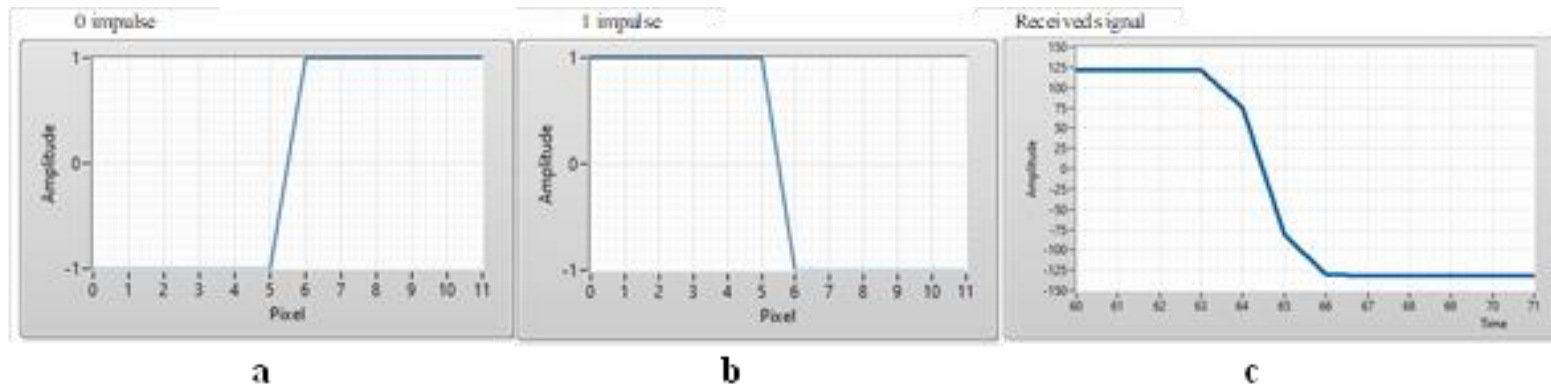 0 impulse
1
0
-1
Amplitude
0 1 2 3 4 5 6 7 8 9 10 11
Pixel
a
1 impulse
1
0
-1
Amplitude
0 1 2 3 4 5 6 7 8 9 10 11
Pixel
b
Received signal
150
125
100
75
50
25
0
-25
-50
-75
-100
-125
-150
Amplitude
60 61 62 63 64 65 66 67 68 69 70 71
Time
c